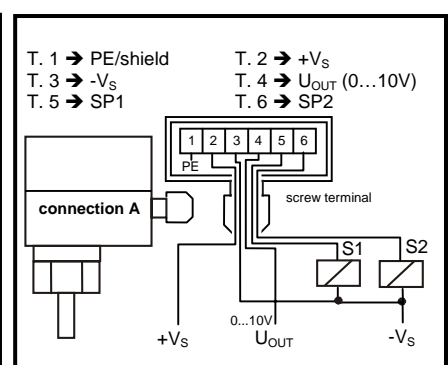 T. 1 ➔ PE/shield T. 2 ➔ +VS
T. 3 ➔ -VS T. 4 ➔ UOUT (0…10V)
T. 5 ➔ SP1 T. 6 ➔ SP2
1 2 3 4 5 6
PE
connection A
screw terminal
S1 S2
0...10V
+VS UOUT -VS